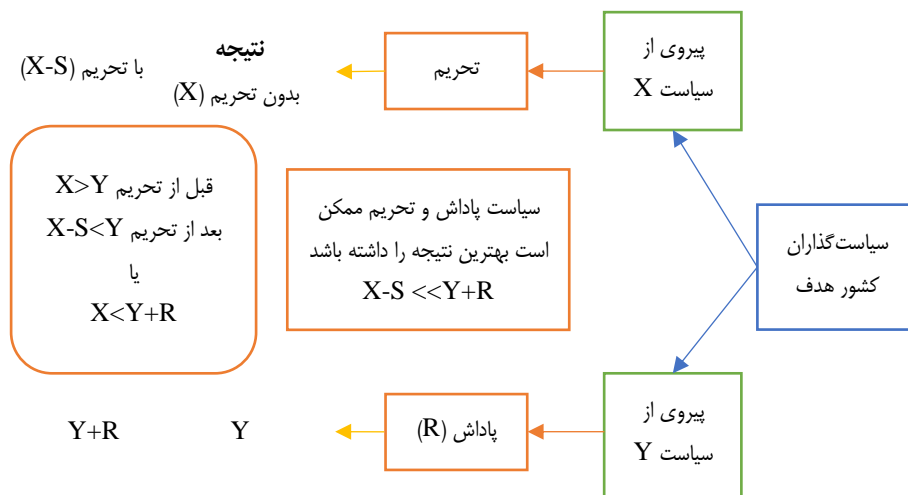 پیروی از
سیاست X
تحریم
نتیجه
بدون تحریم (X)
با تحریم (X-S)
سیاست‌گذاران
کشور هدف
سیاست پاداش و تحریم ممکن
است بهترین نتیجه را داشته باشد
X-S <<Y+R
قبل از تحریم X>Y
بعد از تحریم X-S<Y
یا
X<Y+R
پیروی از
سیاست Y
پاداش (R)
Y
Y+R